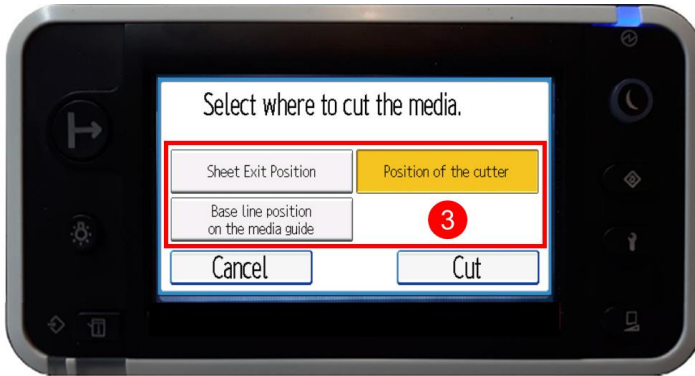 Select where to cut the media.
Sheet Exit Position
Position of the cutter
Base line position
on the media guide
3
Cancel
Cut